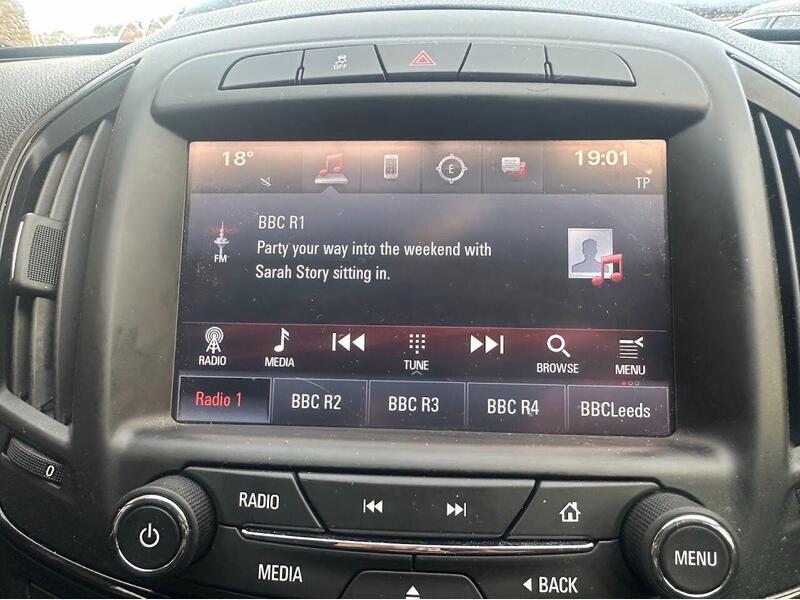 OFF
18°
E
19:01
TP
BBC R1
Party your way into the weekend with
Sarah Story sitting in.
FM
RADIO
MEDIA
TUNE
BROWSE
MENU
Radio 1
BBC R2
BBC R3
BBC R4
BBCLeeds
0
RADIO
MENU
MEDIA
BACK